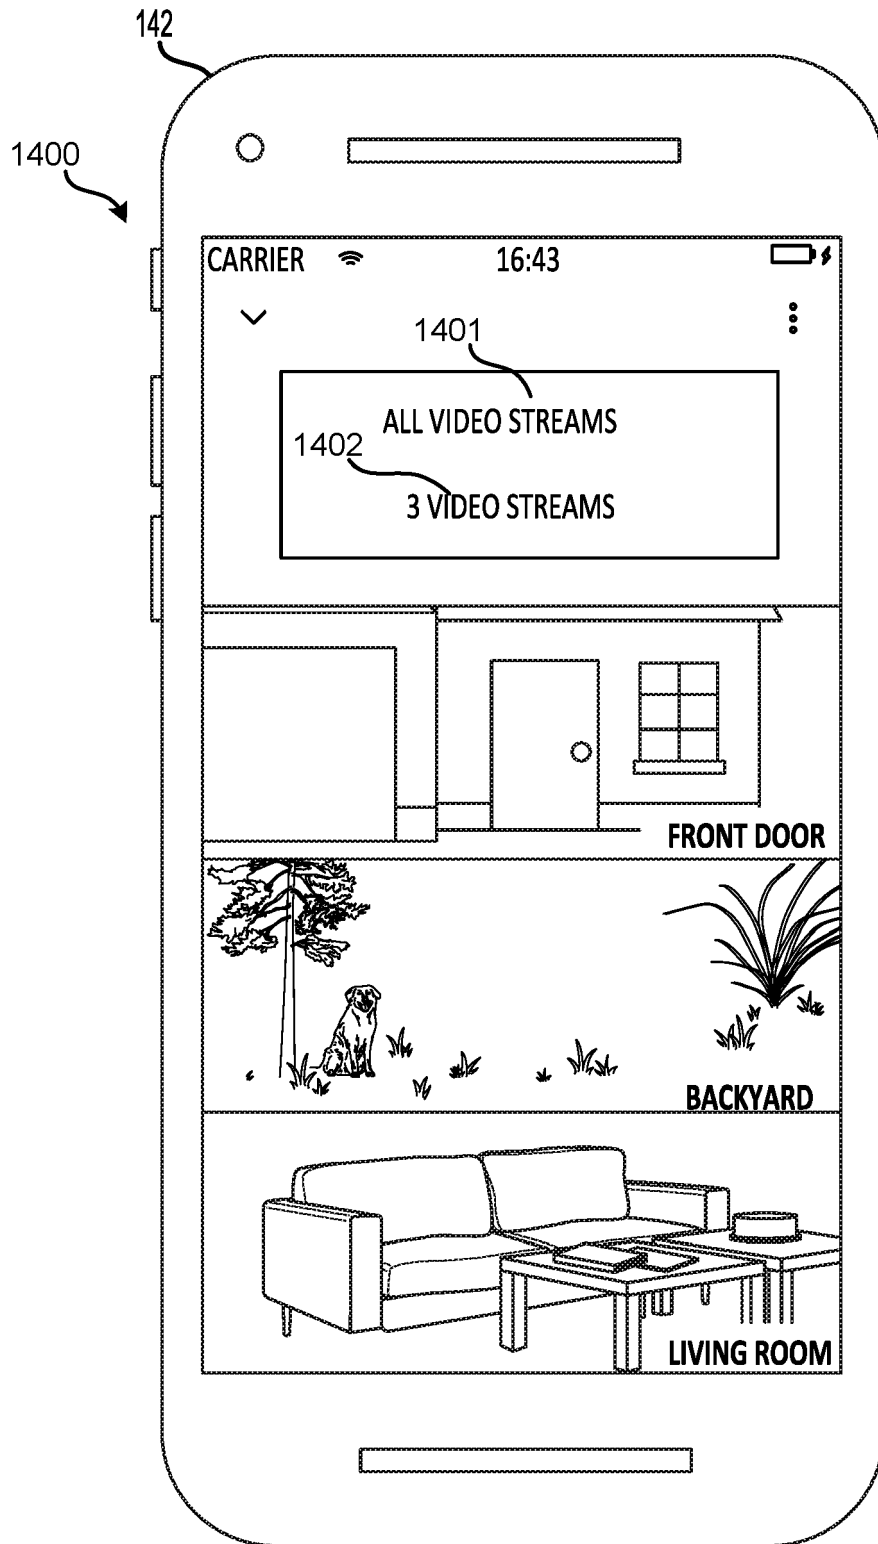 142
1400
CARRIER 16:43
1401
ALL VIDEO STREAMS
1402
3 VIDEO STREAMS
FRONT DOOR
BACKYARD
LIVING ROOM